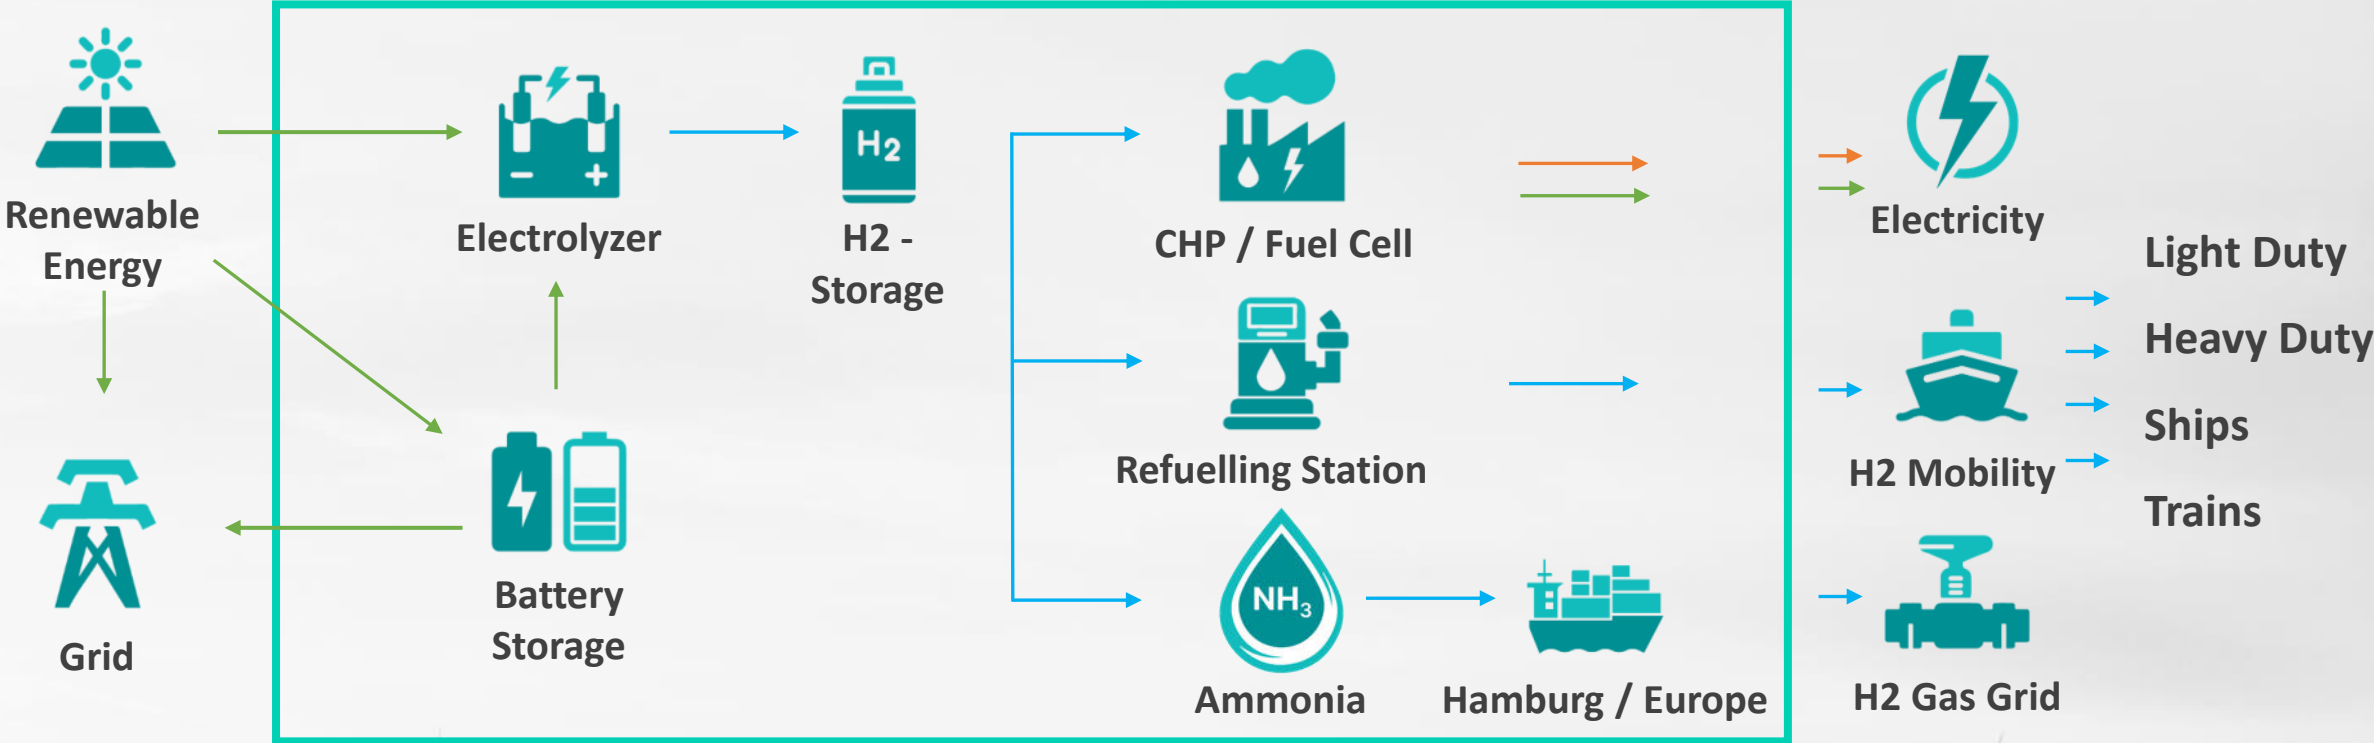 Renewable
Energy
Grid
Electrolyzer
Battery
Storage
H2
H2 -
Storage
CHP / Fuel Cell
Refuelling Station
NH3
Ammonia
Hamburg / Europe
Electricity
H2 Mobility
H2 Gas Grid
Light Duty
Heavy Duty
Ships
Trains